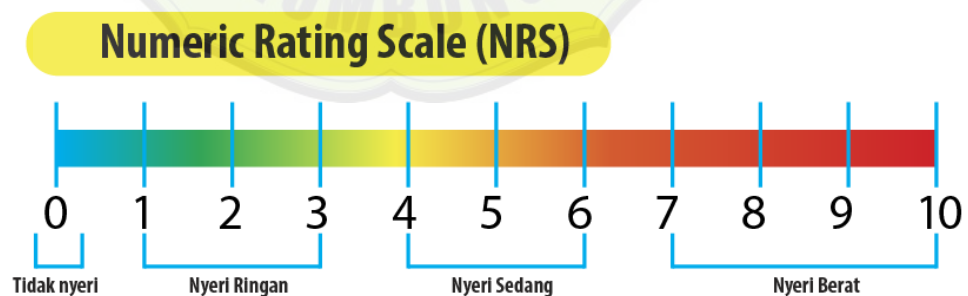 Numeric Rating Scale (NRS)
0 1 2 3 4 5 6 7 8 9 10
Tidak nyeri Nyeri Ringan Nyeri Sedang Nyeri Berat